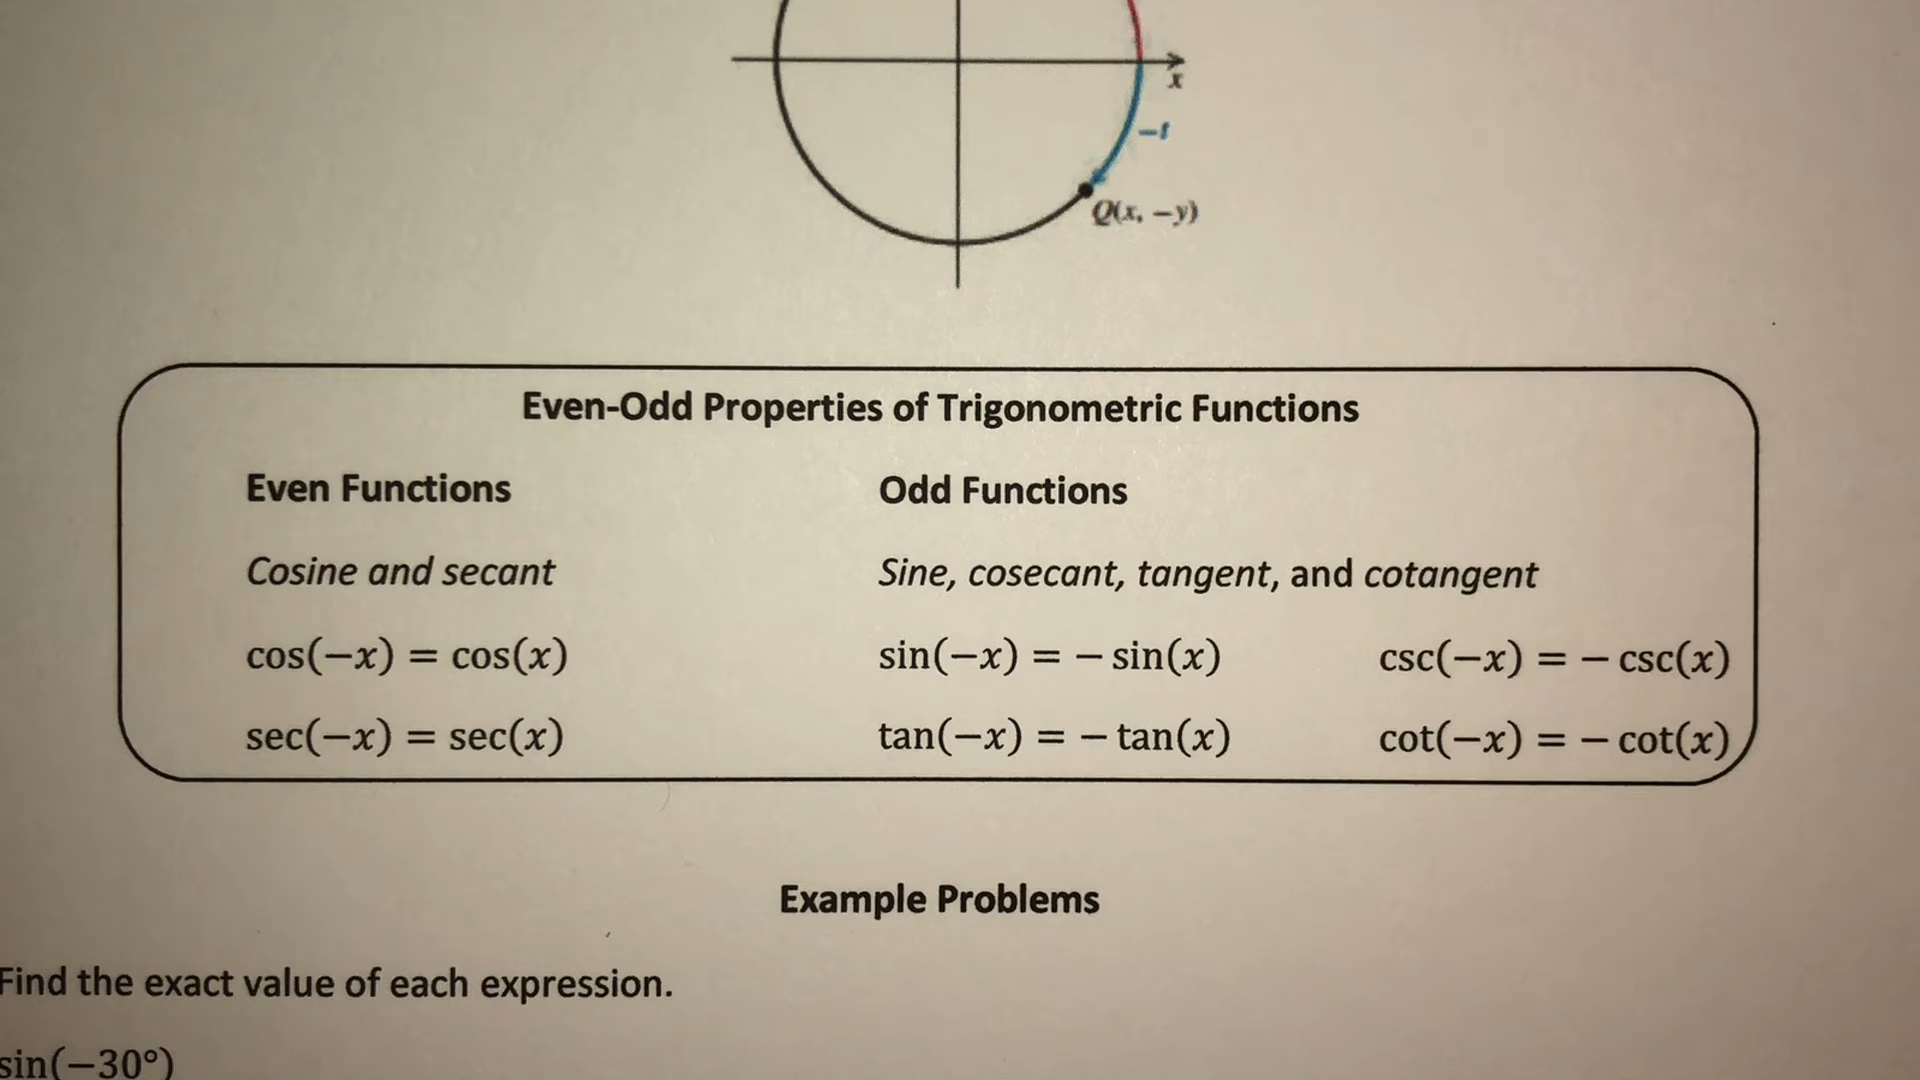 x
−t
Q(x, −y)
Even-Odd Properties of Trigonometric Functions
Even Functions Odd Functions
Cosine and secant Sine, cosecant, tangent, and cotangent
cos(−x) = cos(x) sin(−x) = − sin(x) csc(−x) = − csc(x)
sec(−x) = sec(x) tan(−x) = − tan(x) cot(−x) = − cot(x)
Example Problems
Find the exact value of each expression.
sin(−30°)